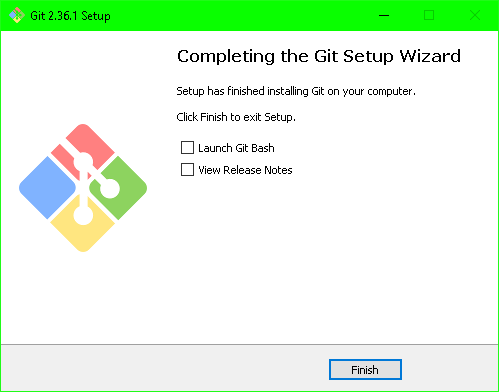 Git 2.36.1 Setup
Completing the Git Setup Wizard
Setup has finished installing Git on your computer.
Click Finish to exit Setup.
Launch Git Bash
View Release Notes
Finish